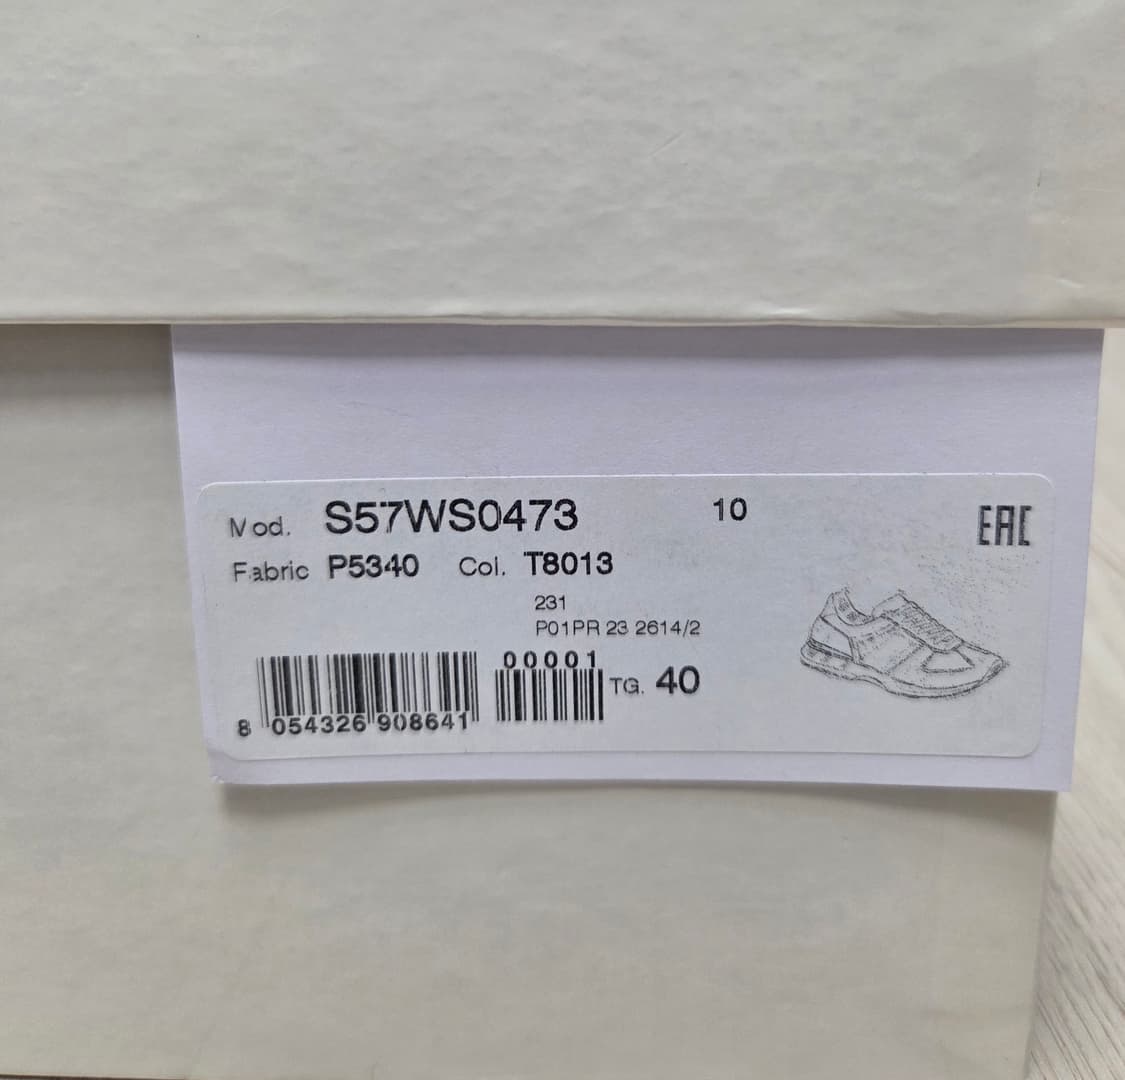 Mod. S57WS0473 10
EAC
Fabric P5340 Col. T8013
231
P01PR 23 2614/2
00001
TG. 40
8 054326 908641